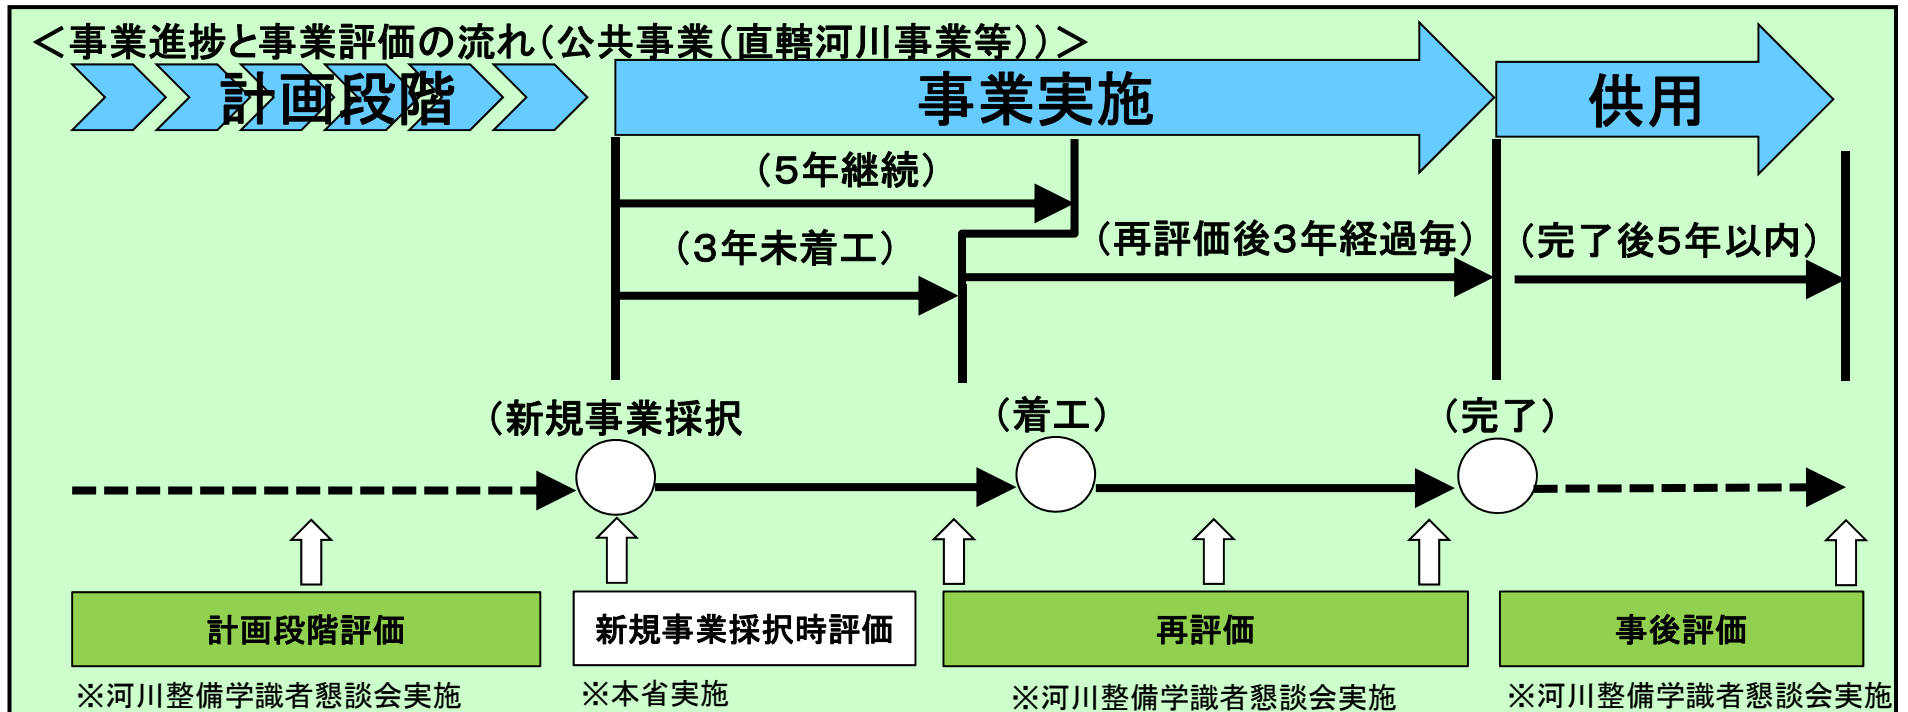 ＜事業進捗と事業評価の流れ（公共事業（直轄河川事業等））＞
計画段階
事業実施
供用
（５年継続）
（３年未着工）
（再評価後３年経過毎）
（完了後５年以内）
（新規事業採択
（着工）
（完了）
計画段階評価
新規事業採択時評価
再評価
事後評価
※河川整備学識者懇談会実施
※本省実施
※河川整備学識者懇談会実施
※河川整備学識者懇談会実施